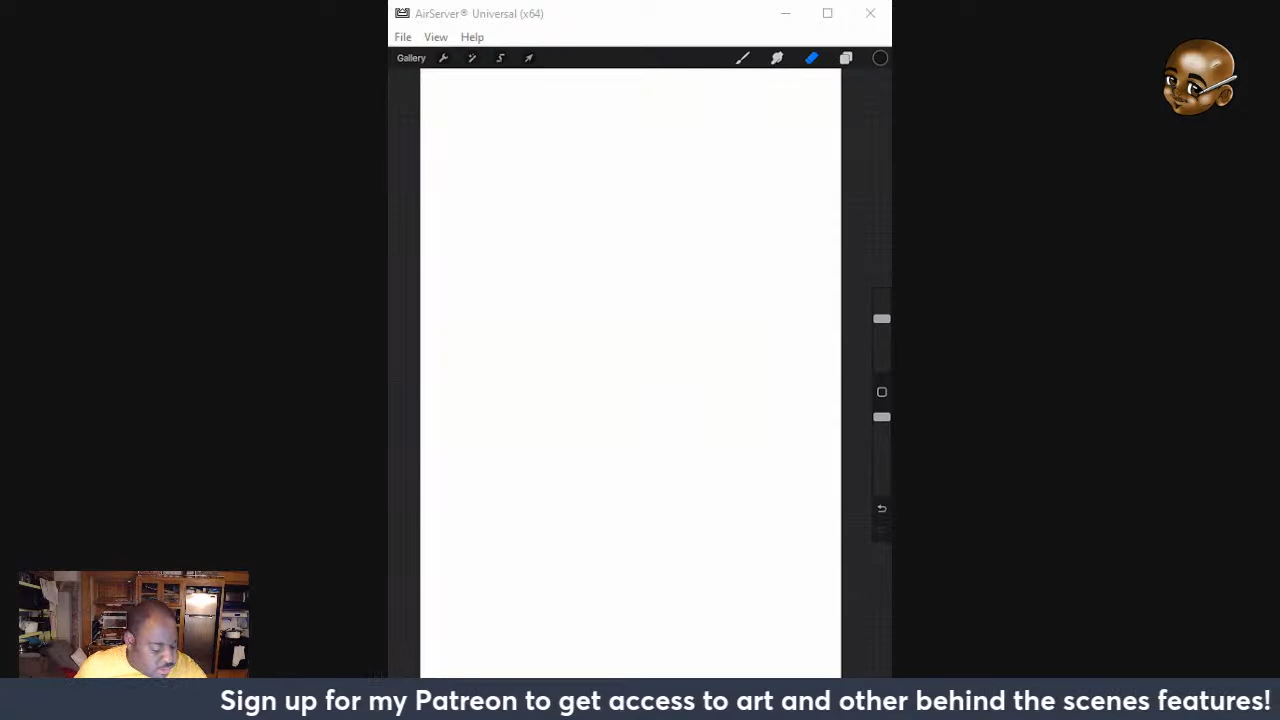 AirServer® Universal (x64)
File View Help
Gallery
Sign up for my Patreon to get access to art and other behind the scenes features!